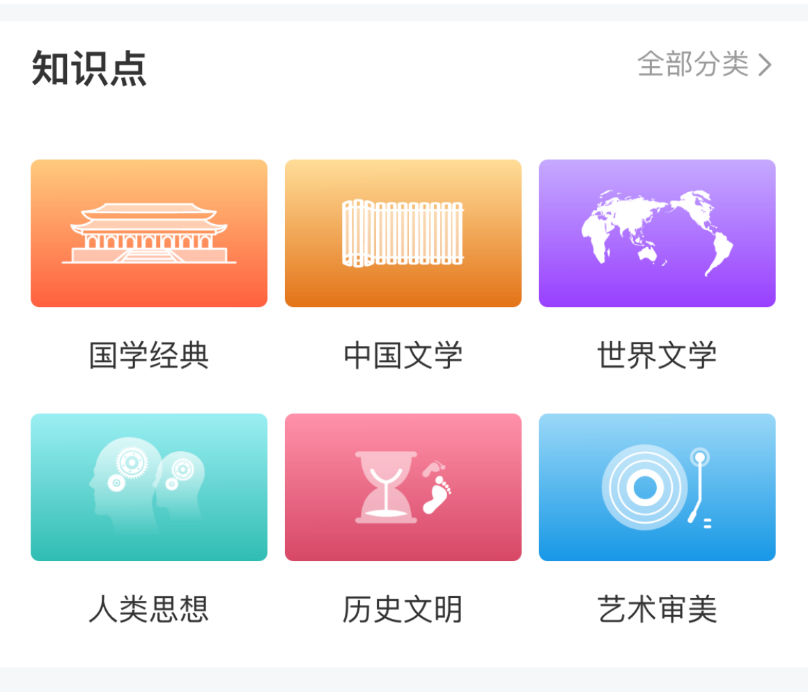 知识点
全部分类
国学经典
中国文学
世界文学
人类思想
历史文明
艺术审美